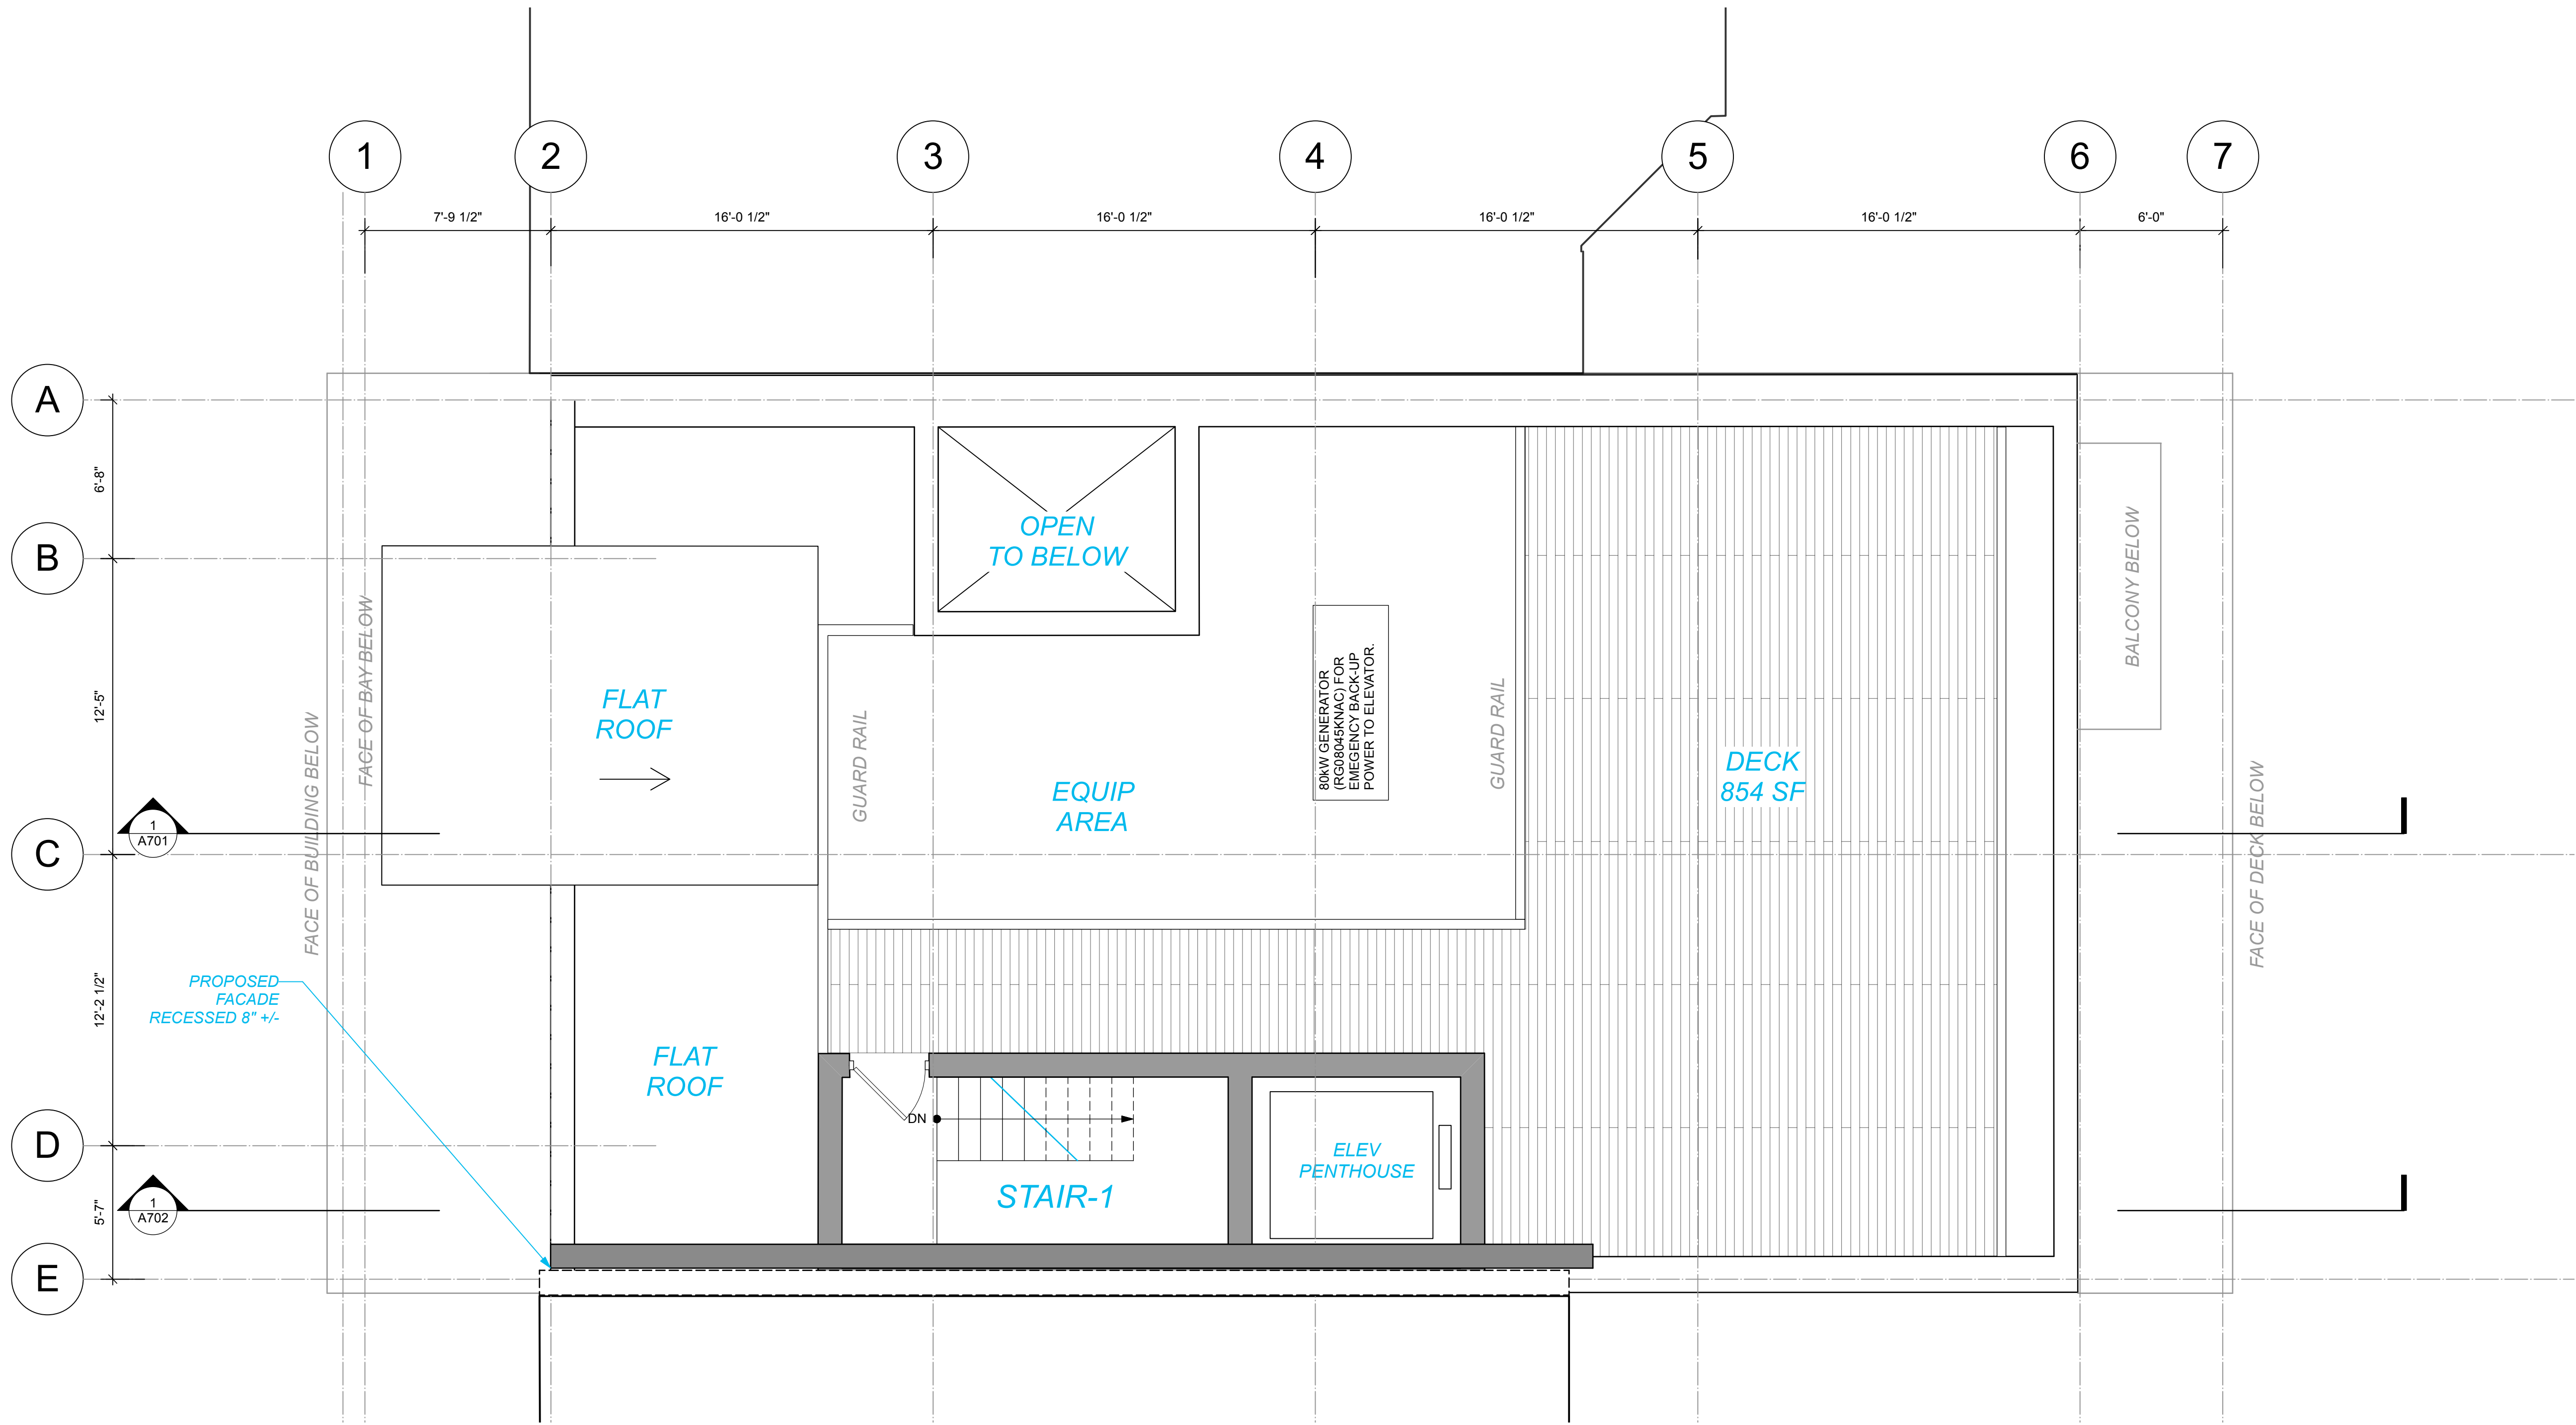 1
2
3
4
5
6
7
7'-9 1/2"
16'-0 1/2"
16'-0 1/2"
16'-0 1/2"
16'-0 1/2"
6'-0"
A
B
C
D
E
6'-8"
12'-5"
12'-2 1/2"
5'-7"
FACE OF BUILDING BELOW
FACE OF BAY BELOW
1
A701
1
A702
PROPOSED
FACADE
RECESSED 8" +/-
FLAT
ROOF
FLAT
ROOF
GUARD RAIL
OPEN
TO BELOW
EQUIP
AREA
80kW GENERATOR
(RG08045KNAC) FOR
EMEGENCY BACK-UP
POWER TO ELEVATOR.
GUARD RAIL
DECK
854 SF
BALCONY BELOW
FACE OF DECK BELOW
DN
STAIR-1
ELEV
PENTHOUSE